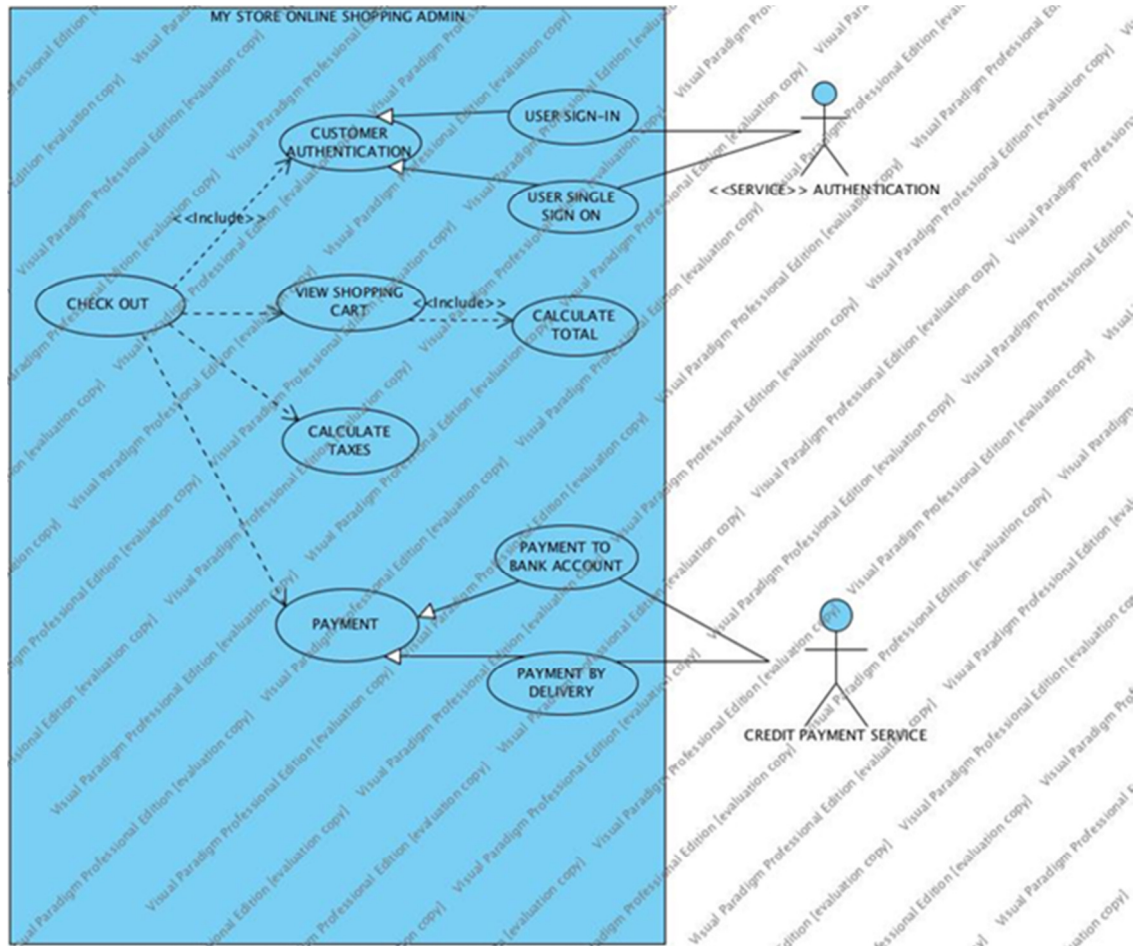 MY STORE ONLINE SHOPPING ADMIN
USER SIGN-IN
CUSTOMER
AUTHENTICATION
<<SERVICE>> AUTHENTICATION
USER SINGLE
SIGN ON
<<Include>>
CHECK OUT
VIEW SHOPPING
CART
<<Include>>
CALCULATE
TOTAL
CALCULATE
TAXES
PAYMENT TO
BANK ACCOUNT
PAYMENT
PAYMENT BY
DELIVERY
CREDIT PAYMENT SERVICE
Visual Paradigm Professional Edition [evaluation copy]